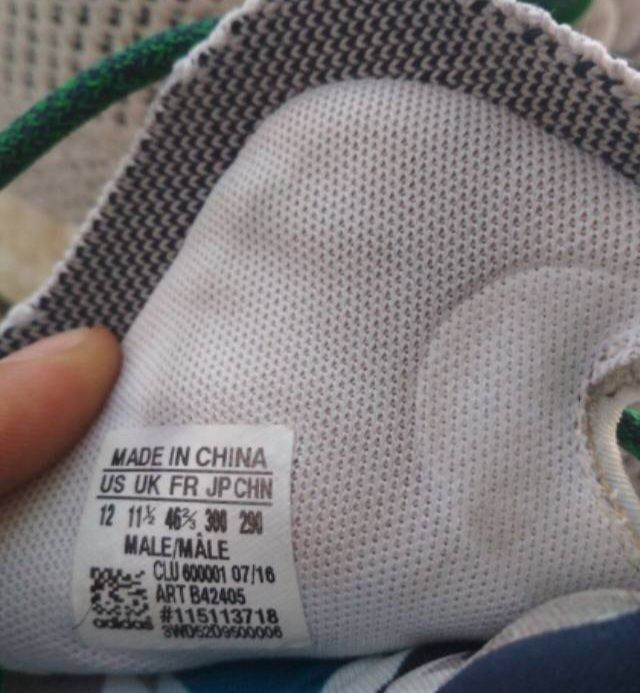 MADE IN CHINA
US UK FR JP CHN
12 11½ 46⅔ 300 290
MALE/MÂLE
CLU 600001 07/16
ART B42405
#115113718
adidas 3WD52D9500006